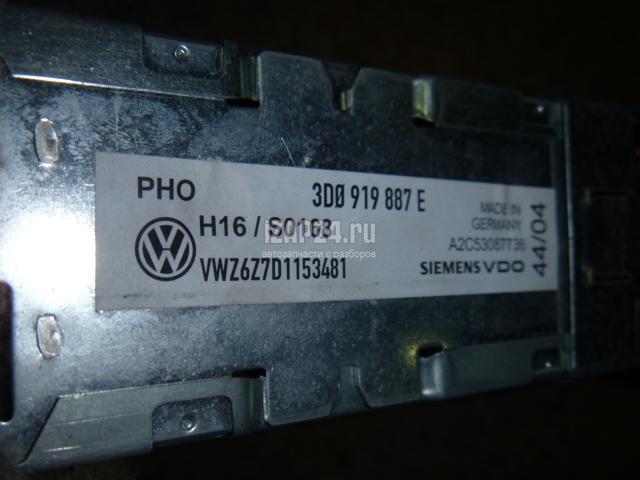 PHO 3D0 919 887 E
H16 / S0163
VWZ6Z7D1153481
MADE IN
GERMANY
A2C53087736
SIEMENS VDO
44/04
IZAP24.ru
автозапчасти с разборов